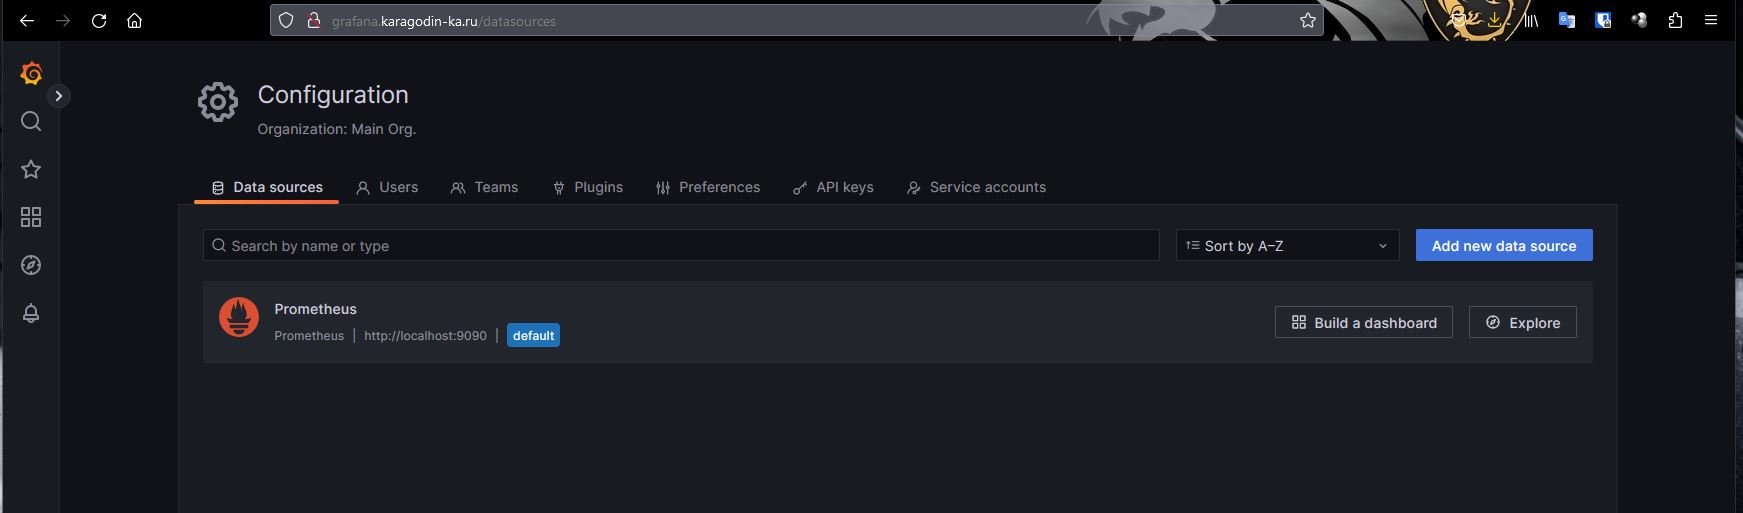 grafana.karagodin-ka.ru/datasources
Configuration
Organization: Main Org.
Data sources Users Teams Plugins Preferences API keys Service accounts
Search by name or type Sort by A–Z Add new data source
Prometheus
Prometheus | http://localhost:9090 | default
Build a dashboard Explore